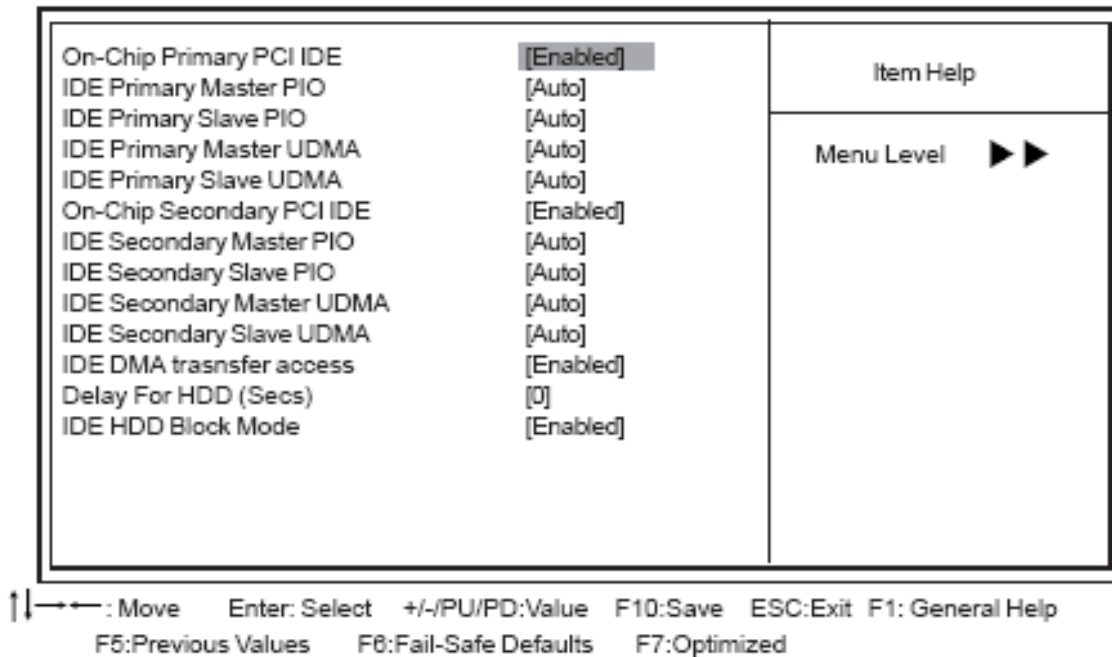 On-Chip Primary PCI IDE [Enabled]
IDE Primary Master PIO [Auto]
IDE Primary Slave PIO [Auto]
IDE Primary Master UDMA [Auto]
IDE Primary Slave UDMA [Auto]
On-Chip Secondary PCI IDE [Enabled]
IDE Secondary Master PIO [Auto]
IDE Secondary Slave PIO [Auto]
IDE Secondary Master UDMA [Auto]
IDE Secondary Slave UDMA [Auto]
IDE DMA trasnsfer access [Enabled]
Delay For HDD (Secs) [0]
IDE HDD Block Mode [Enabled]
Item Help
Menu Level ▶▶
↑↓→←: Move Enter: Select +/-/PU/PD:Value F10:Save ESC:Exit F1: General Help
F5:Previous Values F6:Fail-Safe Defaults F7:Optimized